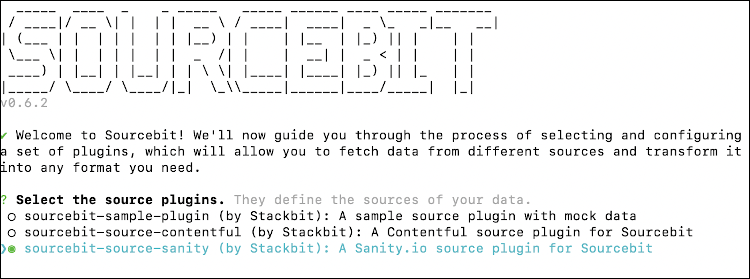 SOURCEBIT
v0.6.2
✔ Welcome to Sourcebit! We'll now guide you through the process of selecting and configuring
a set of plugins, which will allow you to fetch data from different sources and transform it
into any format you need.
? Select the source plugins. They define the sources of your data.
○ sourcebit-sample-plugin (by Stackbit): A sample source plugin with mock data
○ sourcebit-source-contentful (by Stackbit): A Contentful source plugin for Sourcebit
❯◉ sourcebit-source-sanity (by Stackbit): A Sanity.io source plugin for Sourcebit